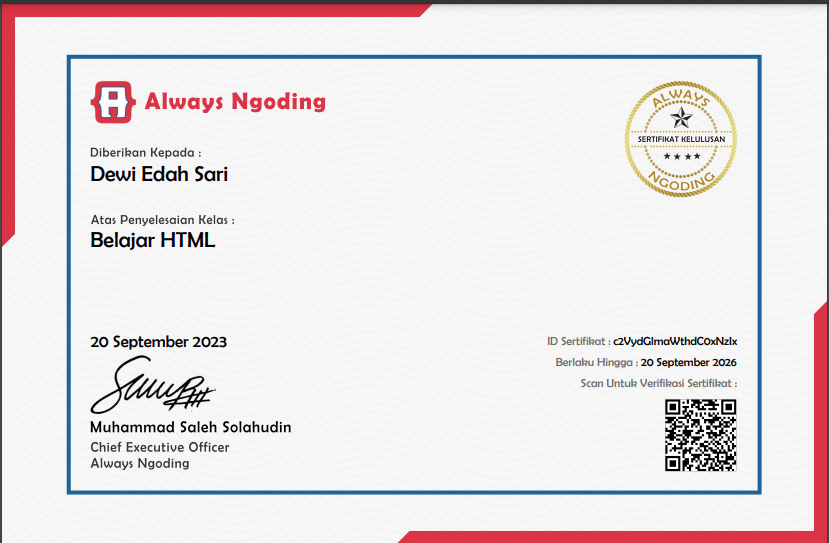 Always Ngoding
ALWAYS
SERTIFIKAT KELULUSAN
NGODING
Diberikan Kepada :
Dewi Edah Sari
Atas Penyelesaian Kelas :
Belajar HTML
20 September 2023
Muhammad Saleh Solahudin
Chief Executive Officer
Always Ngoding
ID Sertifikat : c2VydGlmaWthdC0xNzIx
Berlaku Hingga : 20 September 2026
Scan Untuk Verifikasi Sertifikat :